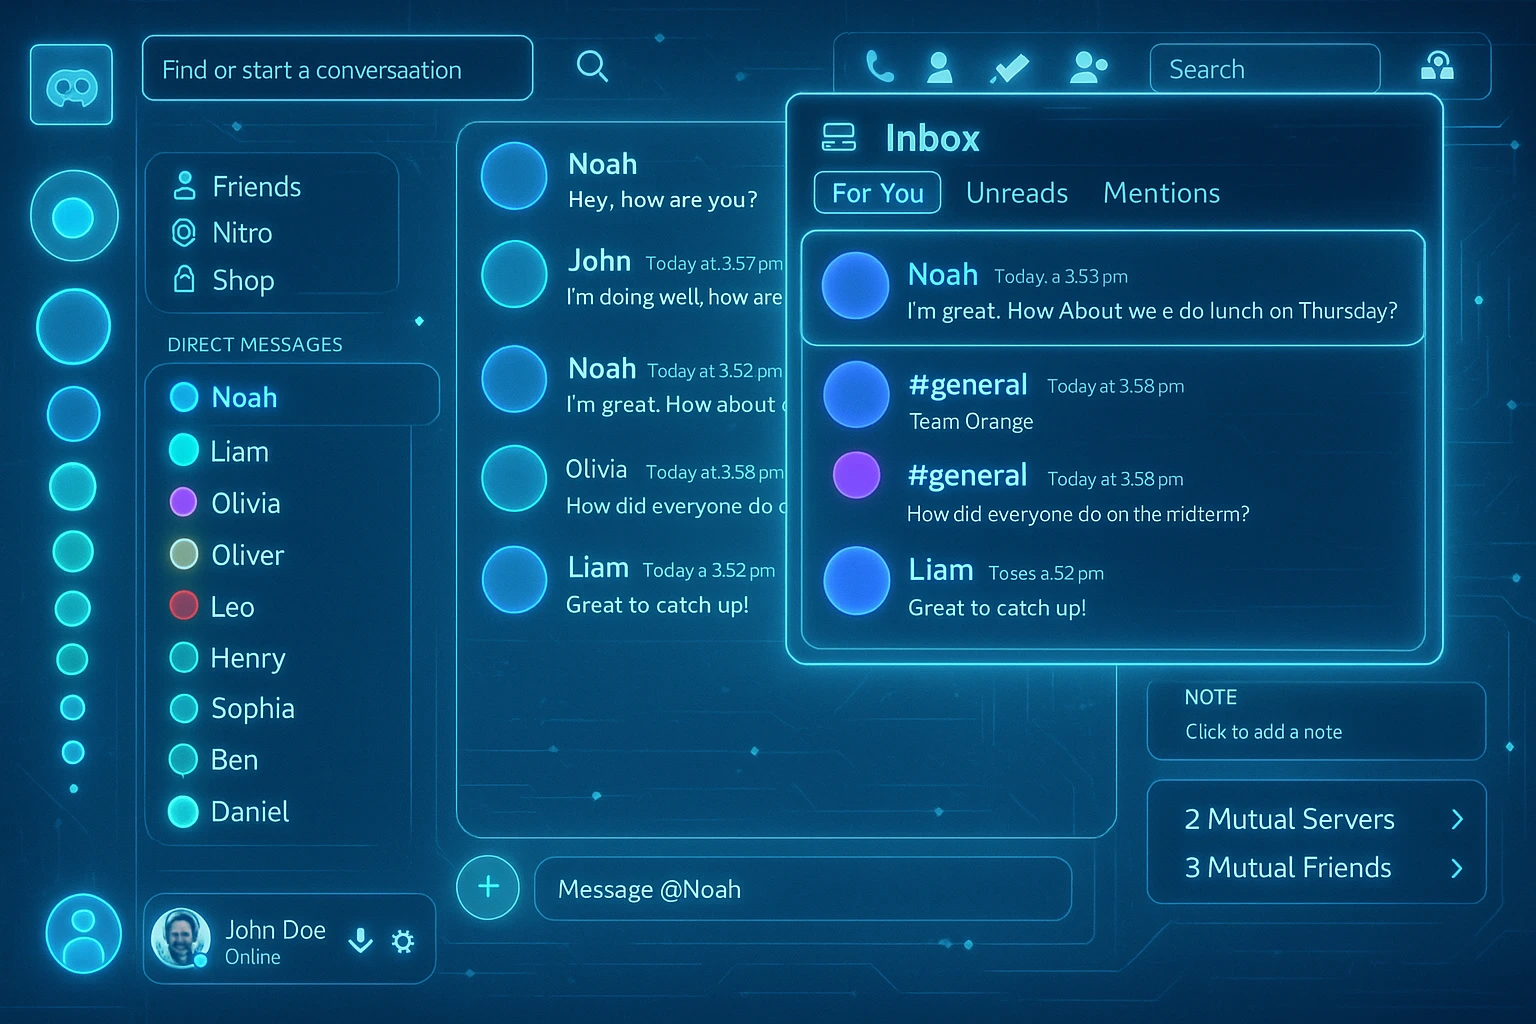 Find or start a conversaation
Search
Friends
Nitro
Shop
DIRECT MESSAGES
Noah
Liam
Olivia
Oliver
Leo
Henry
Sophia
Ben
Daniel
John Doe
Online
Noah
Hey, how are you?
John Today at.3.57 pm
I'm doing well, how are
Noah Today at 3.52 pm
I'm great. How about
Olivia Today at.3.58 pm
How did everyone do
Liam Today a 3.52 pm
Great to catch up!
Message @Noah
Inbox
For You Unreads Mentions
Noah Today. a 3.53 pm
I'm great. How About we e do lunch on Thursday?
#general Today at 3.58 pm
Team Orange
#general Today at 3.58 pm
How did everyone do on the midterm?
Liam Toses a.52 pm
Great to catch up!
NOTE
Click to add a note
2 Mutual Servers
3 Mutual Friends